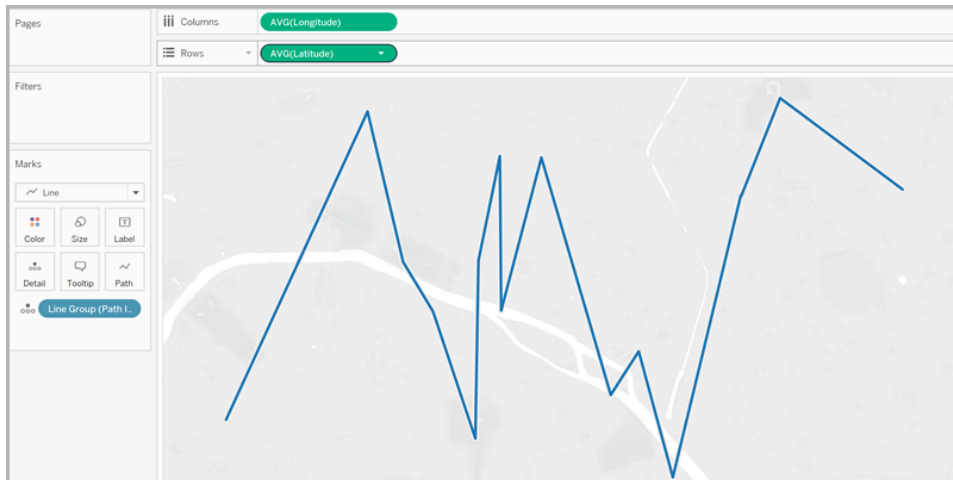 Pages
Columns
AVG(Longitude)
Rows
AVG(Latitude)
Filters
Marks
Line
Color
Size
Label
T
Detail
Tooltip
Path
Line Group (Path I..